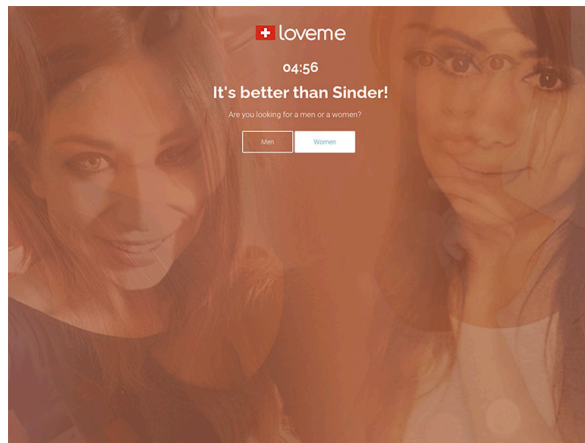 loveme
04:56
It's better than Sinder!
Are you looking for a men or a women?
Men
Women